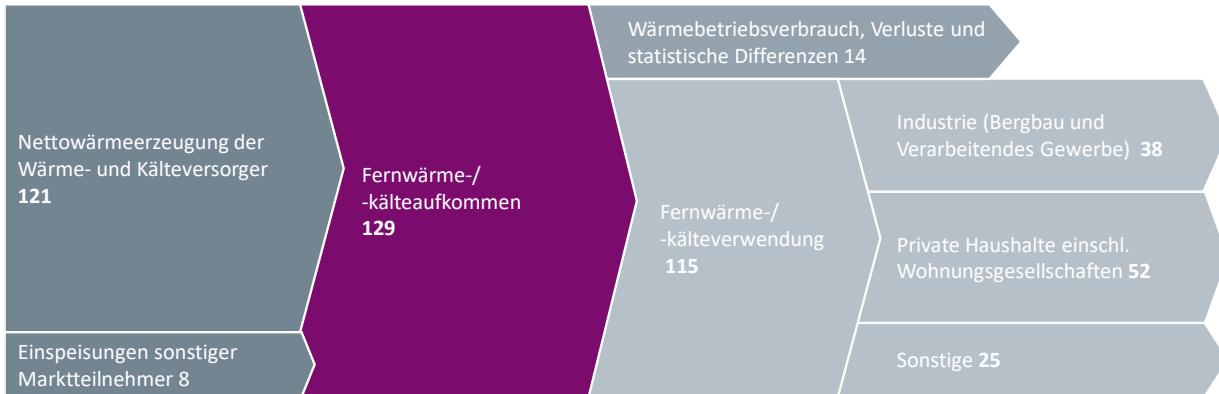 Nettowärmeerzeugung der
Wärme- und Kälteversorger
121
Einspeisungen sonstiger
Marktteilnehmer 8
Fernwärme-/
-kälteaufkommen
129
Wärmebetriebsverbrauch, Verluste und
statistische Differenzen 14
Fernwärme-/
-kälteverwendung
115
Industrie (Bergbau und
Verarbeitendes Gewerbe) 38
Private Haushalte einschl.
Wohnungsgesellschaften 52
Sonstige 25